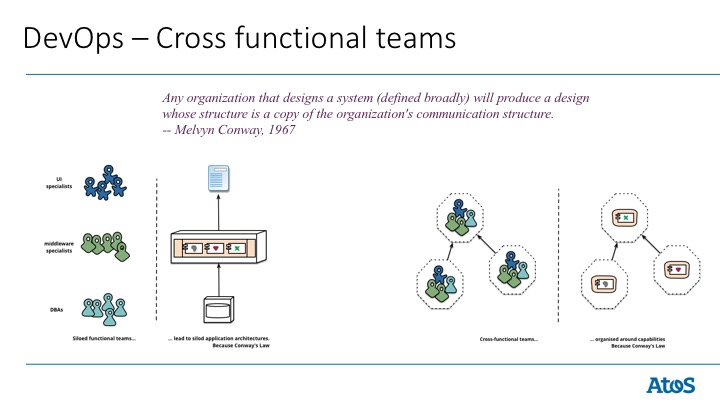 DevOps – Cross functional teams
Any organization that designs a system (defined broadly) will produce a design
whose structure is a copy of the organization's communication structure.
-- Melvyn Conway, 1967
UI
specialists
middleware
specialists
DBAs
Siloed functional teams...
... lead to silod application architectures.
Because Conway's Law
Cross-functional teams...
... organised around capabilities
Because Conway's Law
Atos